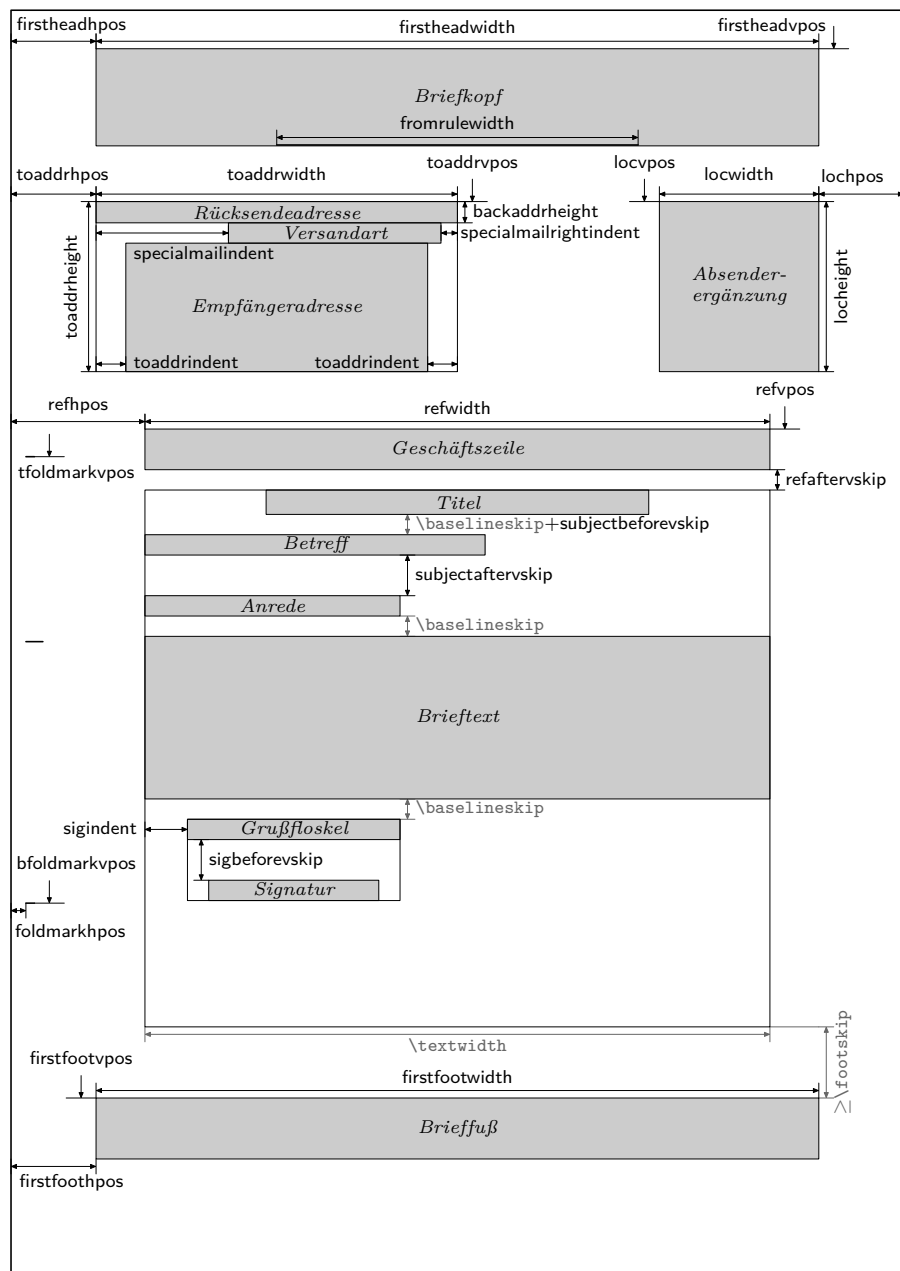 firstheadhpos
firstheadwidth
firstheadvpos
Briefkopf
fromrulewidth
toaddrvpos
locvpos
toaddrhpos
toaddrwidth
locwidth
lochpos
Rücksendeadresse
backaddrheight
Versandart
specialmailrightindent
specialmailindent
toaddrheight
Empfängeradresse
Absender-
ergänzung
locheight
toaddrindent
toaddrindent
refvpos
refhpos
refwidth
Geschäftszeile
tfoldmarkvpos
refaftervskip
Titel
\baselineskip+subjectbeforevskip
Betreff
subjectaftervskip
Anrede
\baselineskip
Brieftext
\baselineskip
sigindent
Grußfloskel
bfoldmarkvpos
sigbeforevskip
Signatur
foldmarkhpos
\textwidth
≥\footskip
firstfootvpos
firstfootwidth
Brieffuß
firstfoothpos